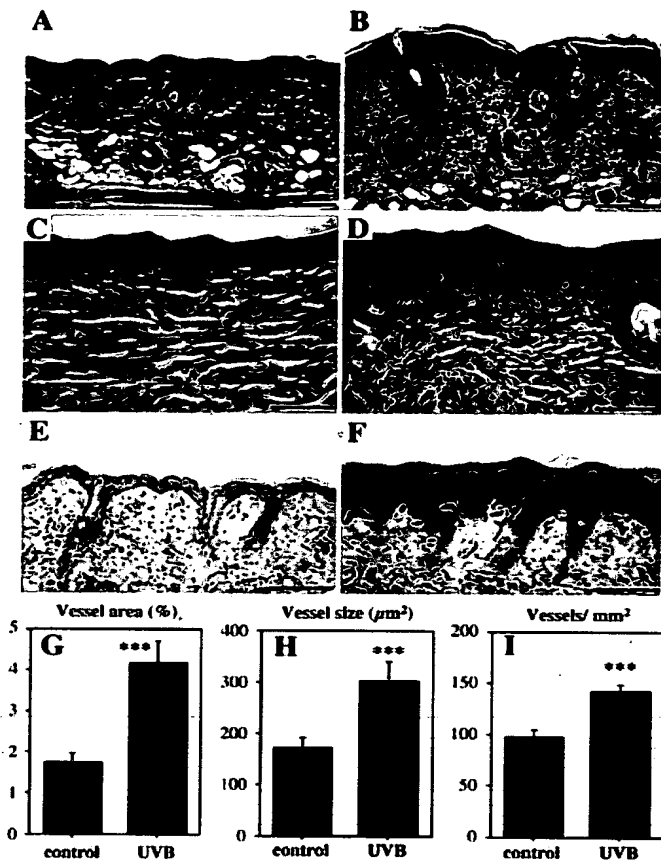 A
B
C
D
E
F
Vessel area (%)
Vessel size (μm²)
Vessels/ mm²
G
***
5
4
3
2
1
0
control
UVB
H
***
400
300
200
100
0
control
UVB
I
***
200
150
100
50
0
control
UVB